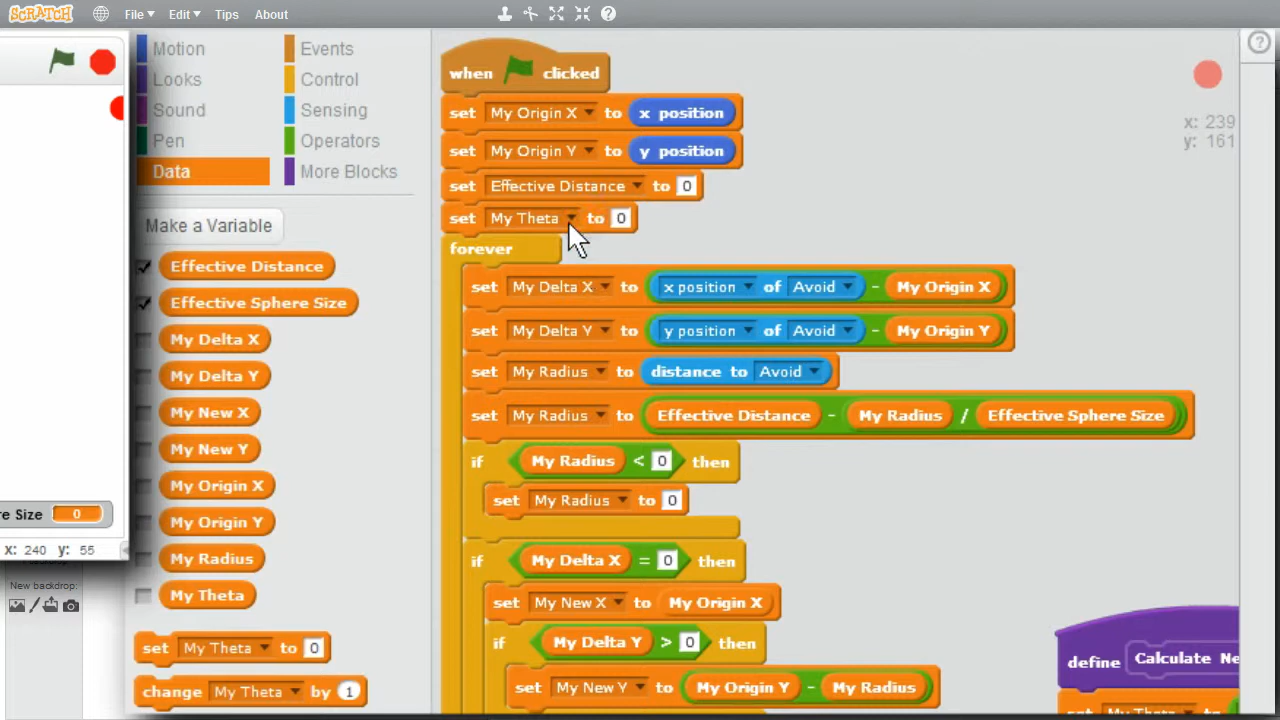 SCRATCH File Edit Tips About
Motion Events
Looks Control
Sound Sensing
Pen Operators
Data More Blocks
Make a Variable
Effective Distance
Effective Sphere Size
My Delta X
My Delta Y
My New X
My New Y
My Origin X
My Origin Y
My Radius
My Theta
set My Theta to 0
change My Theta by 1
re Size 0
x: 240 y: 55
New backdrop:
when clicked
set My Origin X to x position
set My Origin Y to y position
set Effective Distance to 0
set My Theta to 0
forever
set My Delta X to x position of Avoid - My Origin X
set My Delta Y to y position of Avoid - My Origin Y
set My Radius to distance to Avoid
set My Radius to Effective Distance - My Radius / Effective Sphere Size
if My Radius < 0 then
set My Radius to 0
if My Delta X = 0 then
set My New X to My Origin X
if My Delta Y > 0 then
set My New Y to My Origin Y - My Radius
x: 239
y: 161
define Calculate Ne